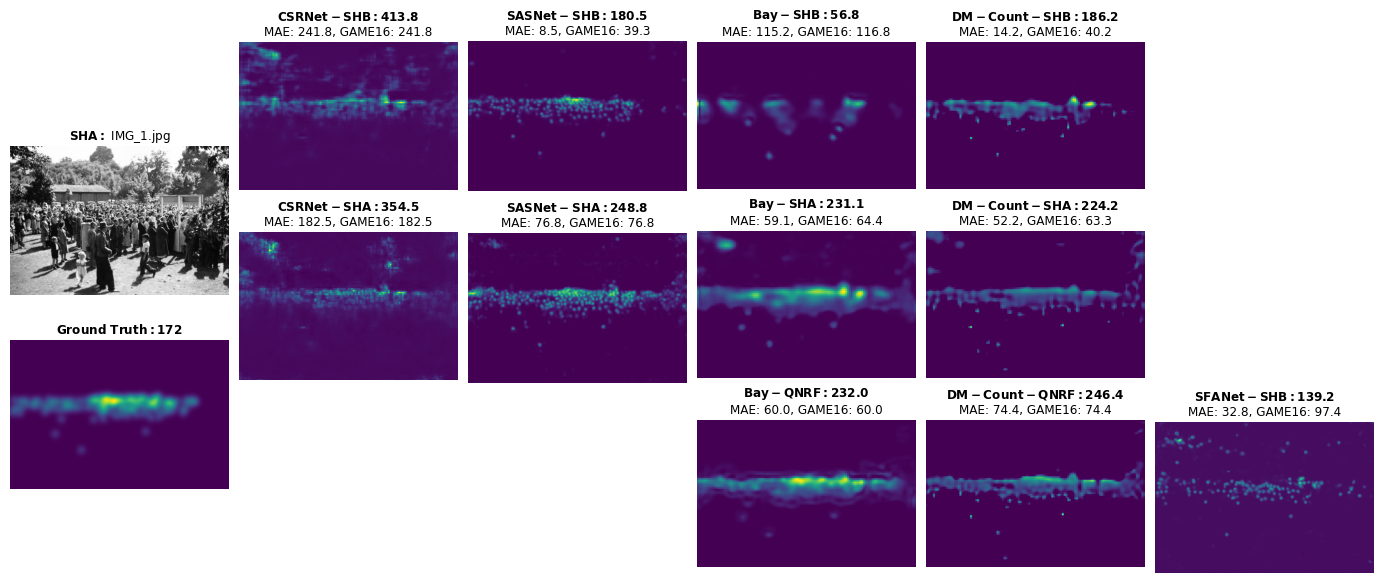 SHA: IMG_1.jpg
Ground Truth: 172
CSRNet − SHB: 413.8
MAE: 241.8, GAME16: 241.8
SASNet − SHB: 180.5
MAE: 8.5, GAME16: 39.3
Bay − SHB: 56.8
MAE: 115.2, GAME16: 116.8
DM − Count − SHB: 186.2
MAE: 14.2, GAME16: 40.2
CSRNet − SHA: 354.5
MAE: 182.5, GAME16: 182.5
SASNet − SHA: 248.8
MAE: 76.8, GAME16: 76.8
Bay − SHA: 231.1
MAE: 59.1, GAME16: 64.4
DM − Count − SHA: 224.2
MAE: 52.2, GAME16: 63.3
Bay − QNRF: 232.0
MAE: 60.0, GAME16: 60.0
DM − Count − QNRF: 246.4
MAE: 74.4, GAME16: 74.4
SFANet − SHB: 139.2
MAE: 32.8, GAME16: 97.4